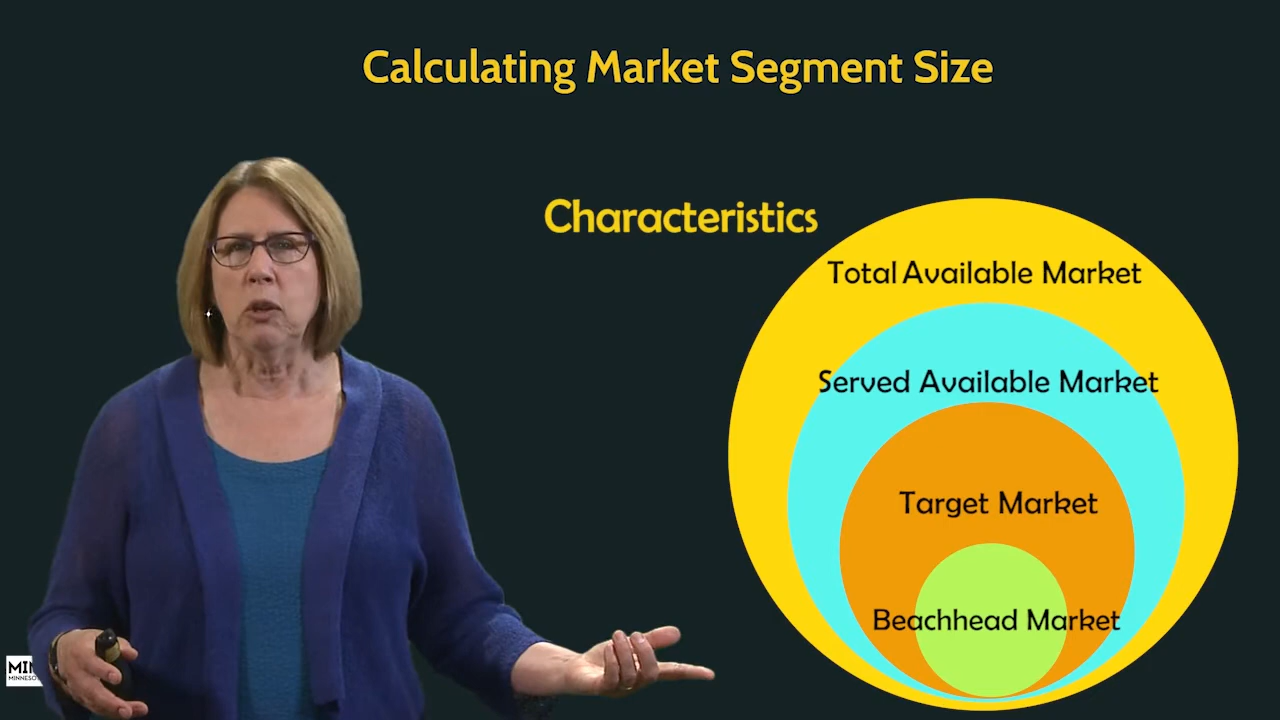 Calculating Market Segment Size
Characteristics
Total Available Market
Served Available Market
Target Market
Beachhead Market